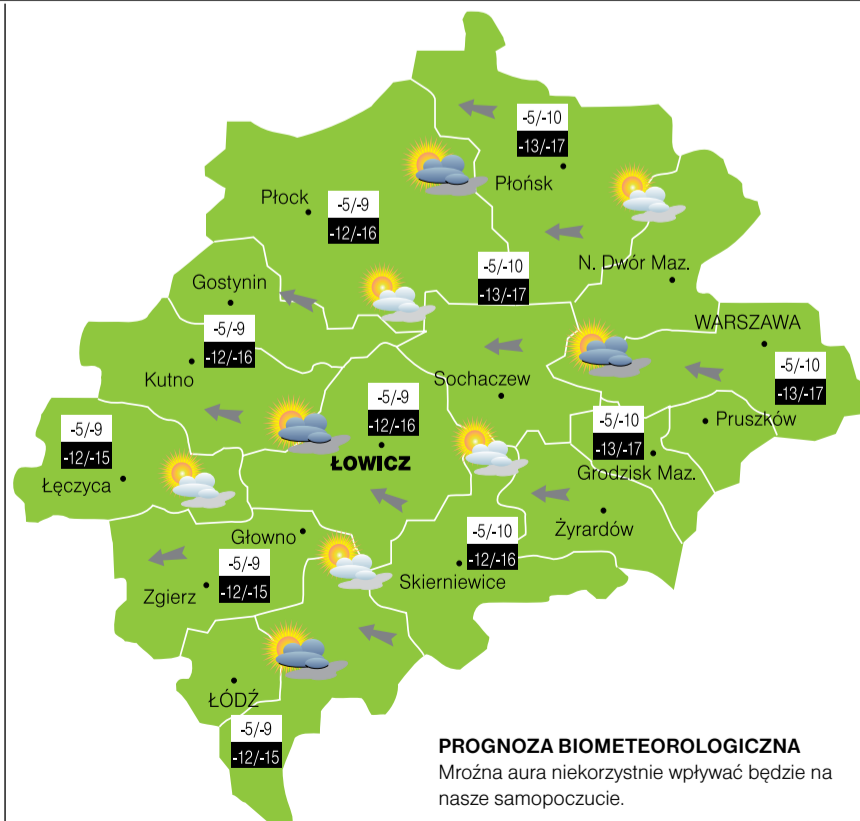 -5/-10
-13/-17
Płońsk
Płock
-5/-9
-12/-16
-5/-10
-13/-17
N. Dwór Maz.
Gostynin
WARSZAWA
-5/-9
-12/-16
Kutno
Sochaczew
-5/-10
-13/-17
-5/-9
-12/-16
ŁOWICZ
-5/-10
-13/-17
Pruszków
Grodzisk Maz.
-5/-9
-12/-15
Łęczyca
Żyrardów
Głowno
-5/-10
-12/-16
Skierniewice
-5/-9
-12/-15
Zgierz
ŁÓDŹ
-5/-9
-12/-15
PROGNOZA BIOMETEOROLOGICZNA
Mroźna aura niekorzystnie wpływać będzie na
nasze samopoczucie.